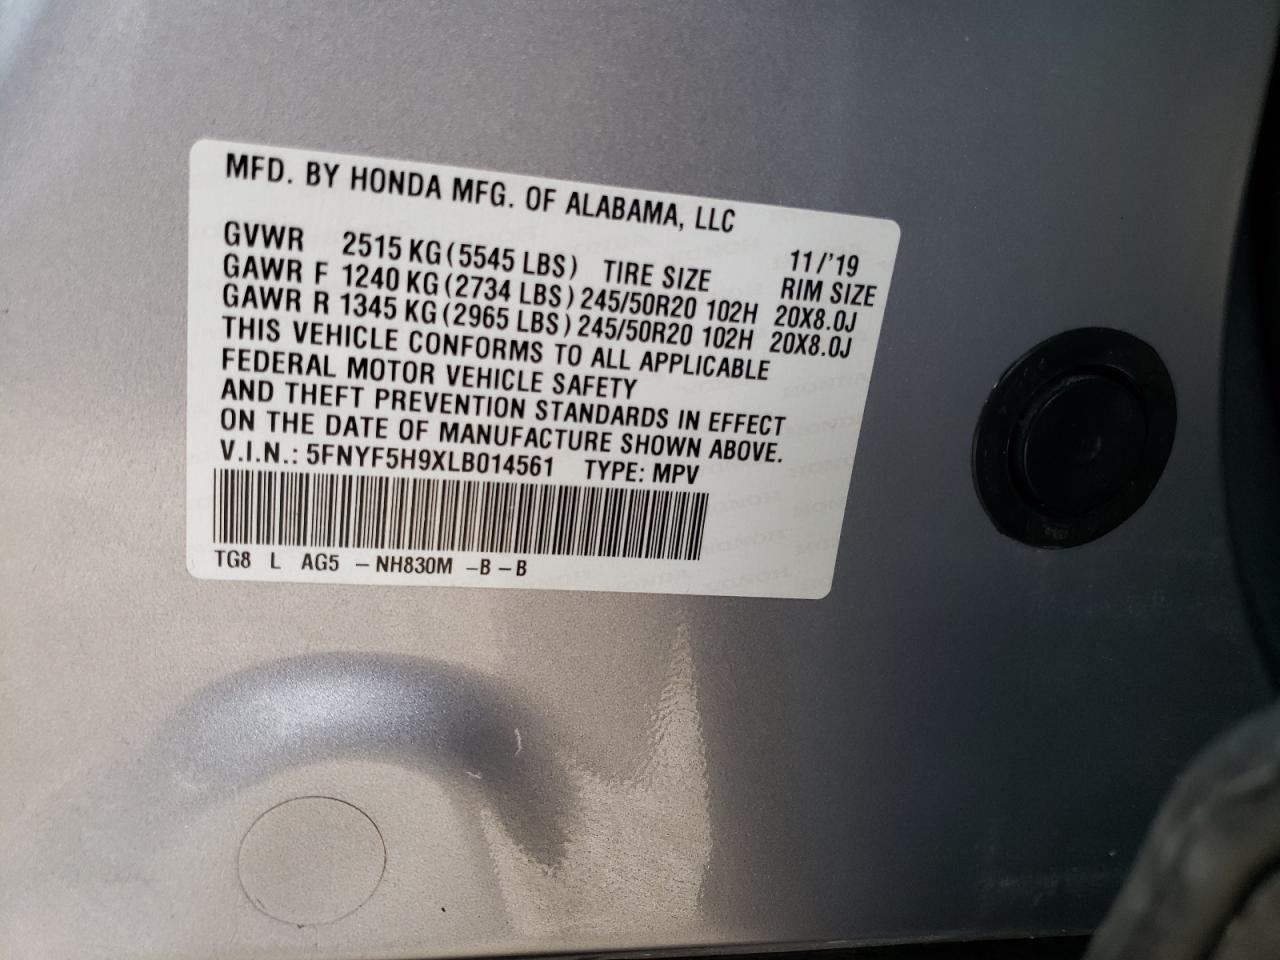 MFD. BY HONDA MFG. OF ALABAMA, LLC
11/'19
GVWR 2515 KG (5545 LBS) TIRE SIZE RIM SIZE
GAWR F 1240 KG (2734 LBS) 245/50R20 102H 20X8.0J
GAWR R 1345 KG (2965 LBS) 245/50R20 102H 20X8.0J
THIS VEHICLE CONFORMS TO ALL APPLICABLE
FEDERAL MOTOR VEHICLE SAFETY
AND THEFT PREVENTION STANDARDS IN EFFECT
ON THE DATE OF MANUFACTURE SHOWN ABOVE.
V.I.N.: 5FNYF5H9XLB014561 TYPE: MPV
TG8 L AG5 - NH830M - B - B